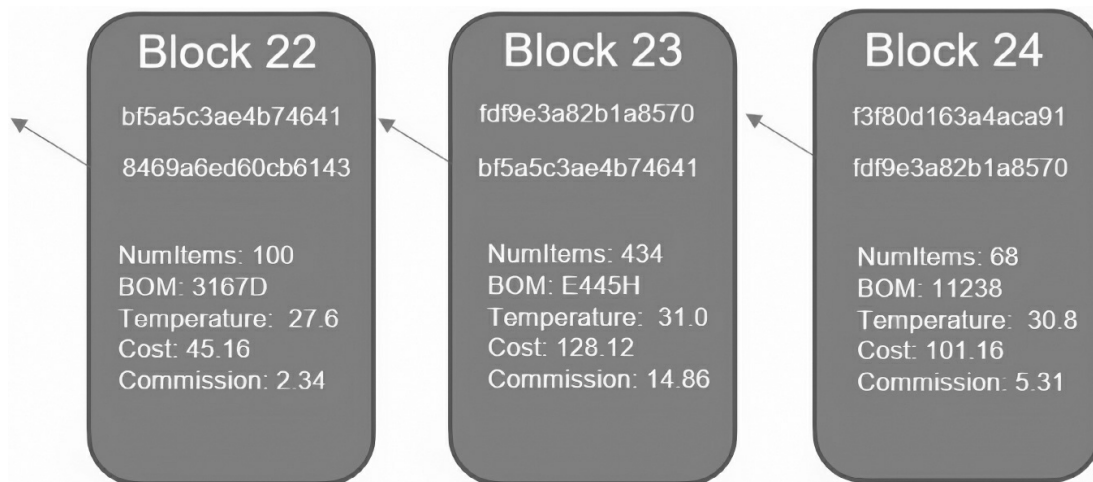 Block 22
bf5a5c3ae4b74641
8469a6ed60cb6143
NumItems: 100
BOM: 3167D
Temperature: 27.6
Cost: 45.16
Commission: 2.34
Block 23
fdf9e3a82b1a8570
bf5a5c3ae4b74641
NumItems: 434
BOM: E445H
Temperature: 31.0
Cost: 128.12
Commission: 14.86
Block 24
f3f80d163a4aca91
fdf9e3a82b1a8570
NumItems: 68
BOM: 11238
Temperature: 30.8
Cost: 101.16
Commission: 5.31